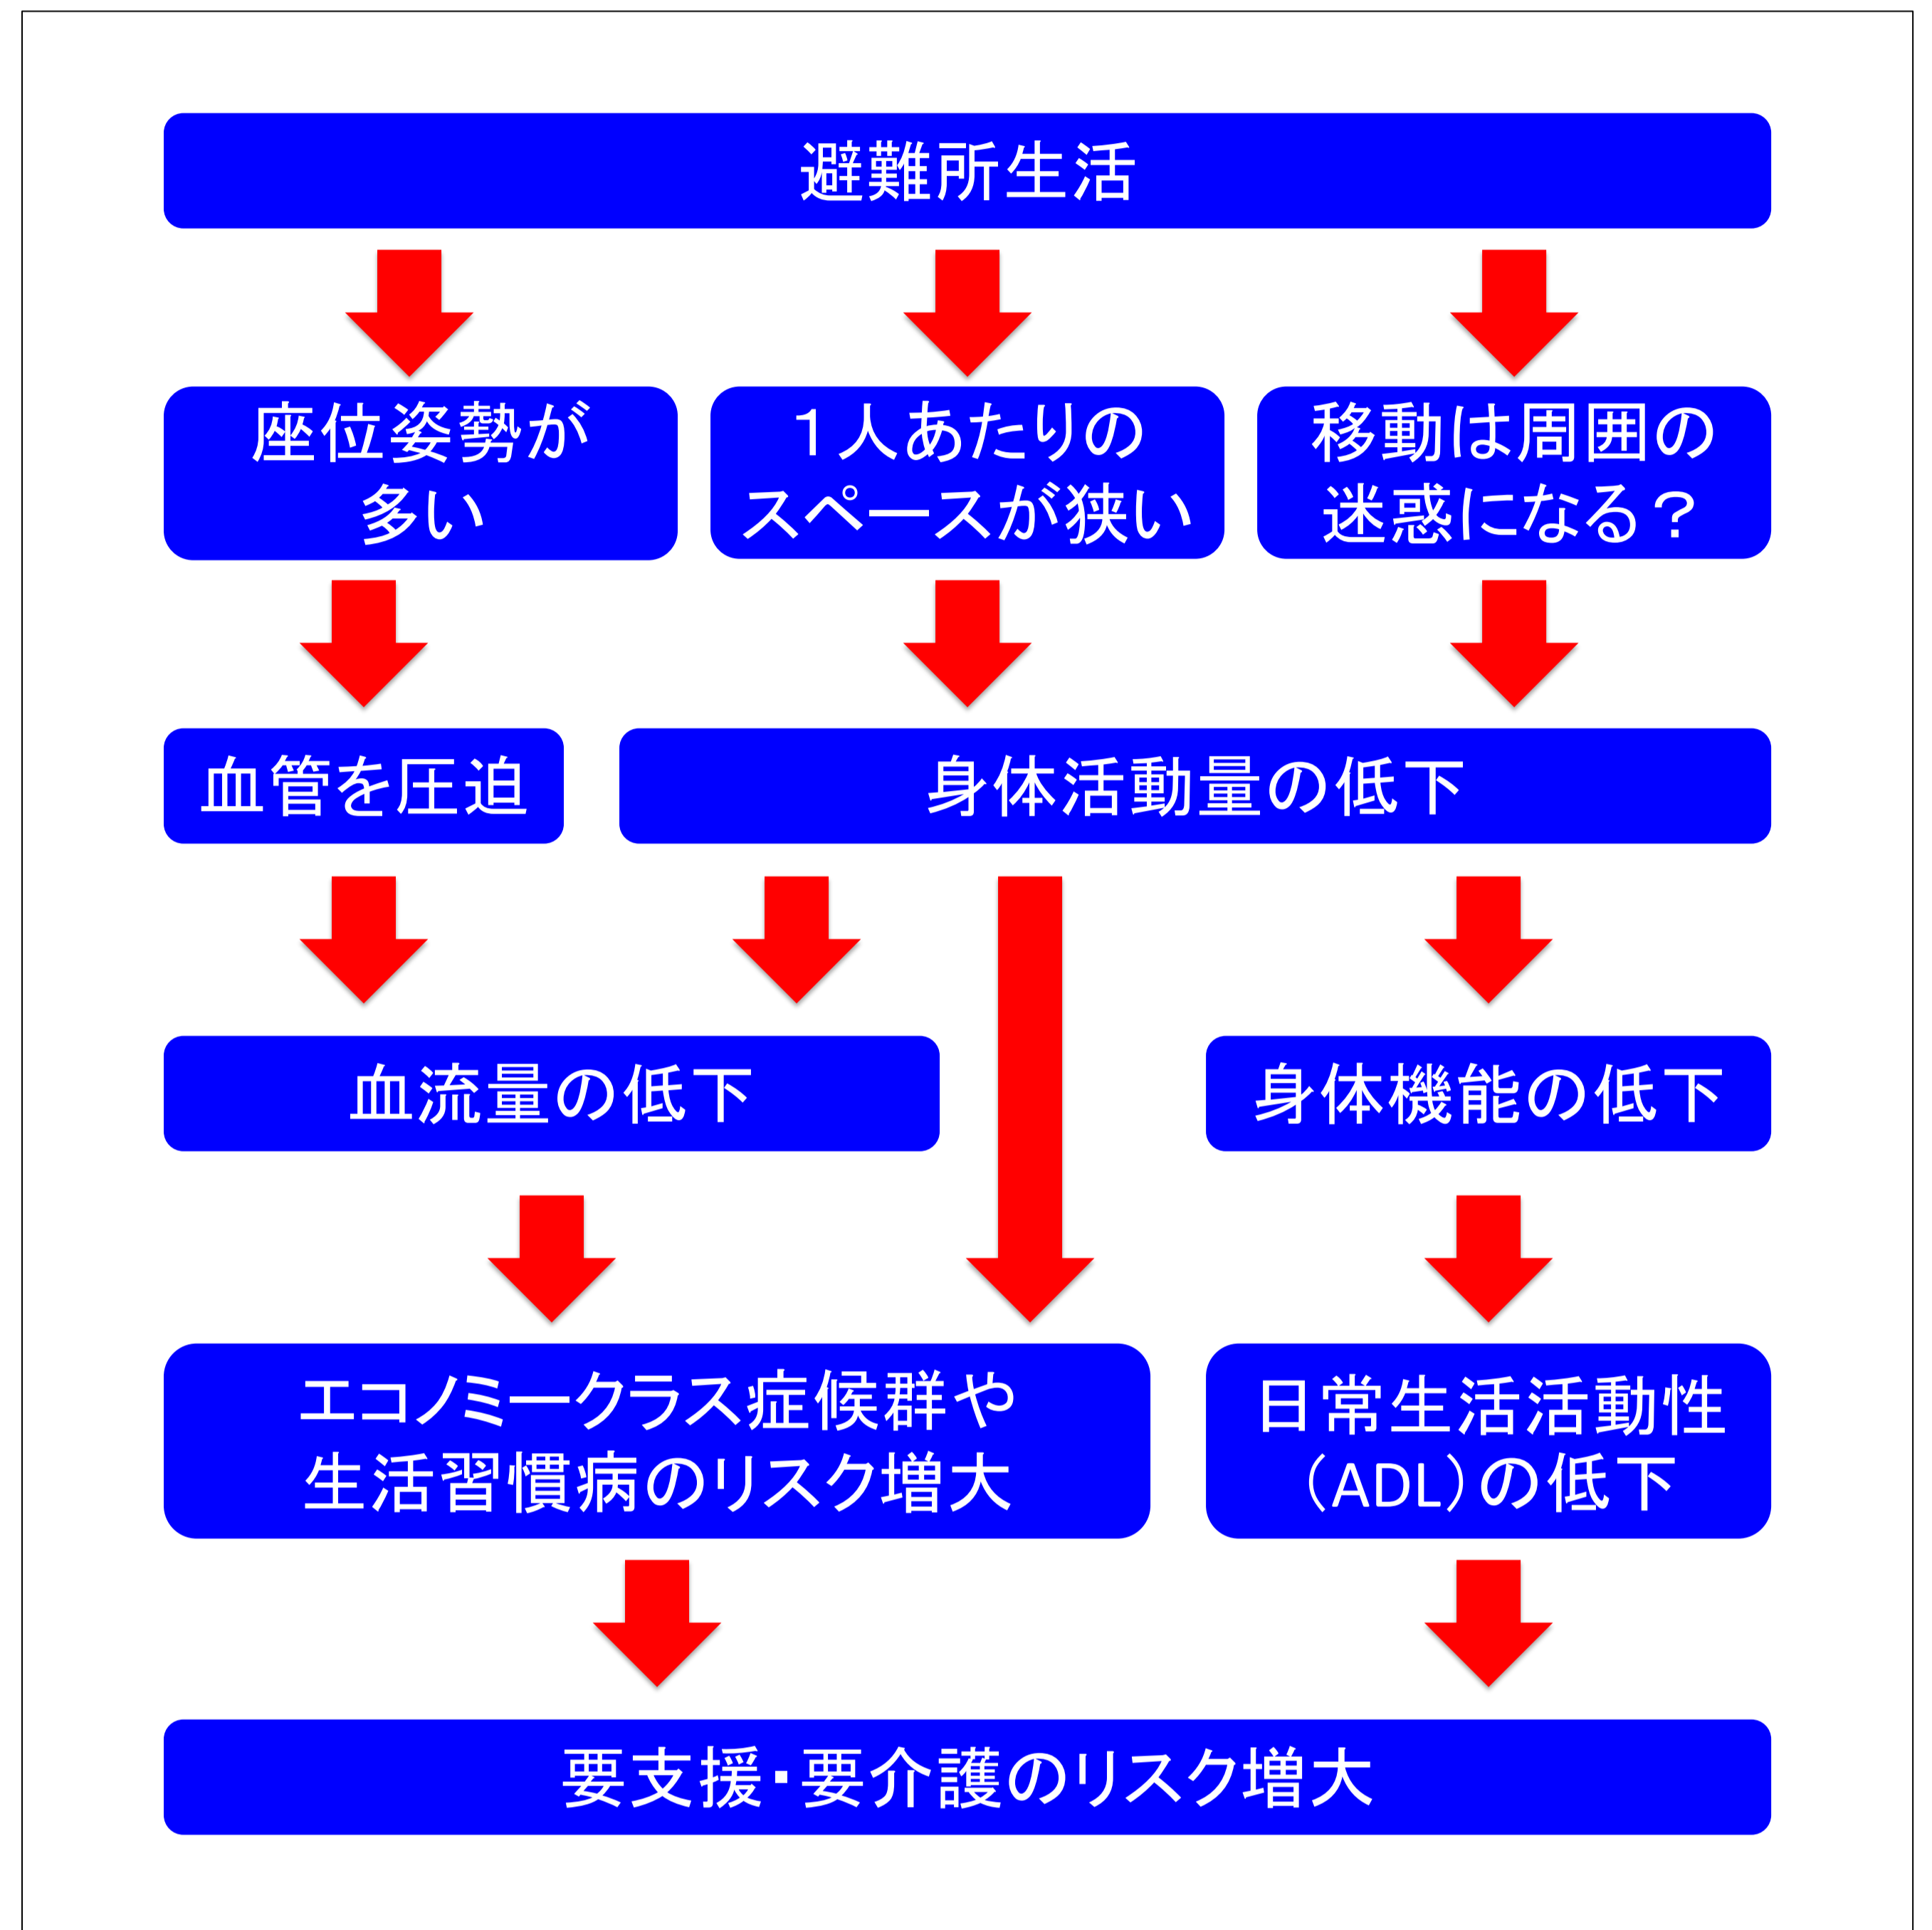 避難所生活
座位姿勢が
多い
1人あたりの
スペースが狭い
移動は周囲の
迷惑になる？
血管を圧迫
身体活動量の低下
血流量の低下
身体機能の低下
エコノミークラス症候群や
生活習慣病のリスク増大
日常生活活動性
（ADL）の低下
要支援・要介護のリスク増大